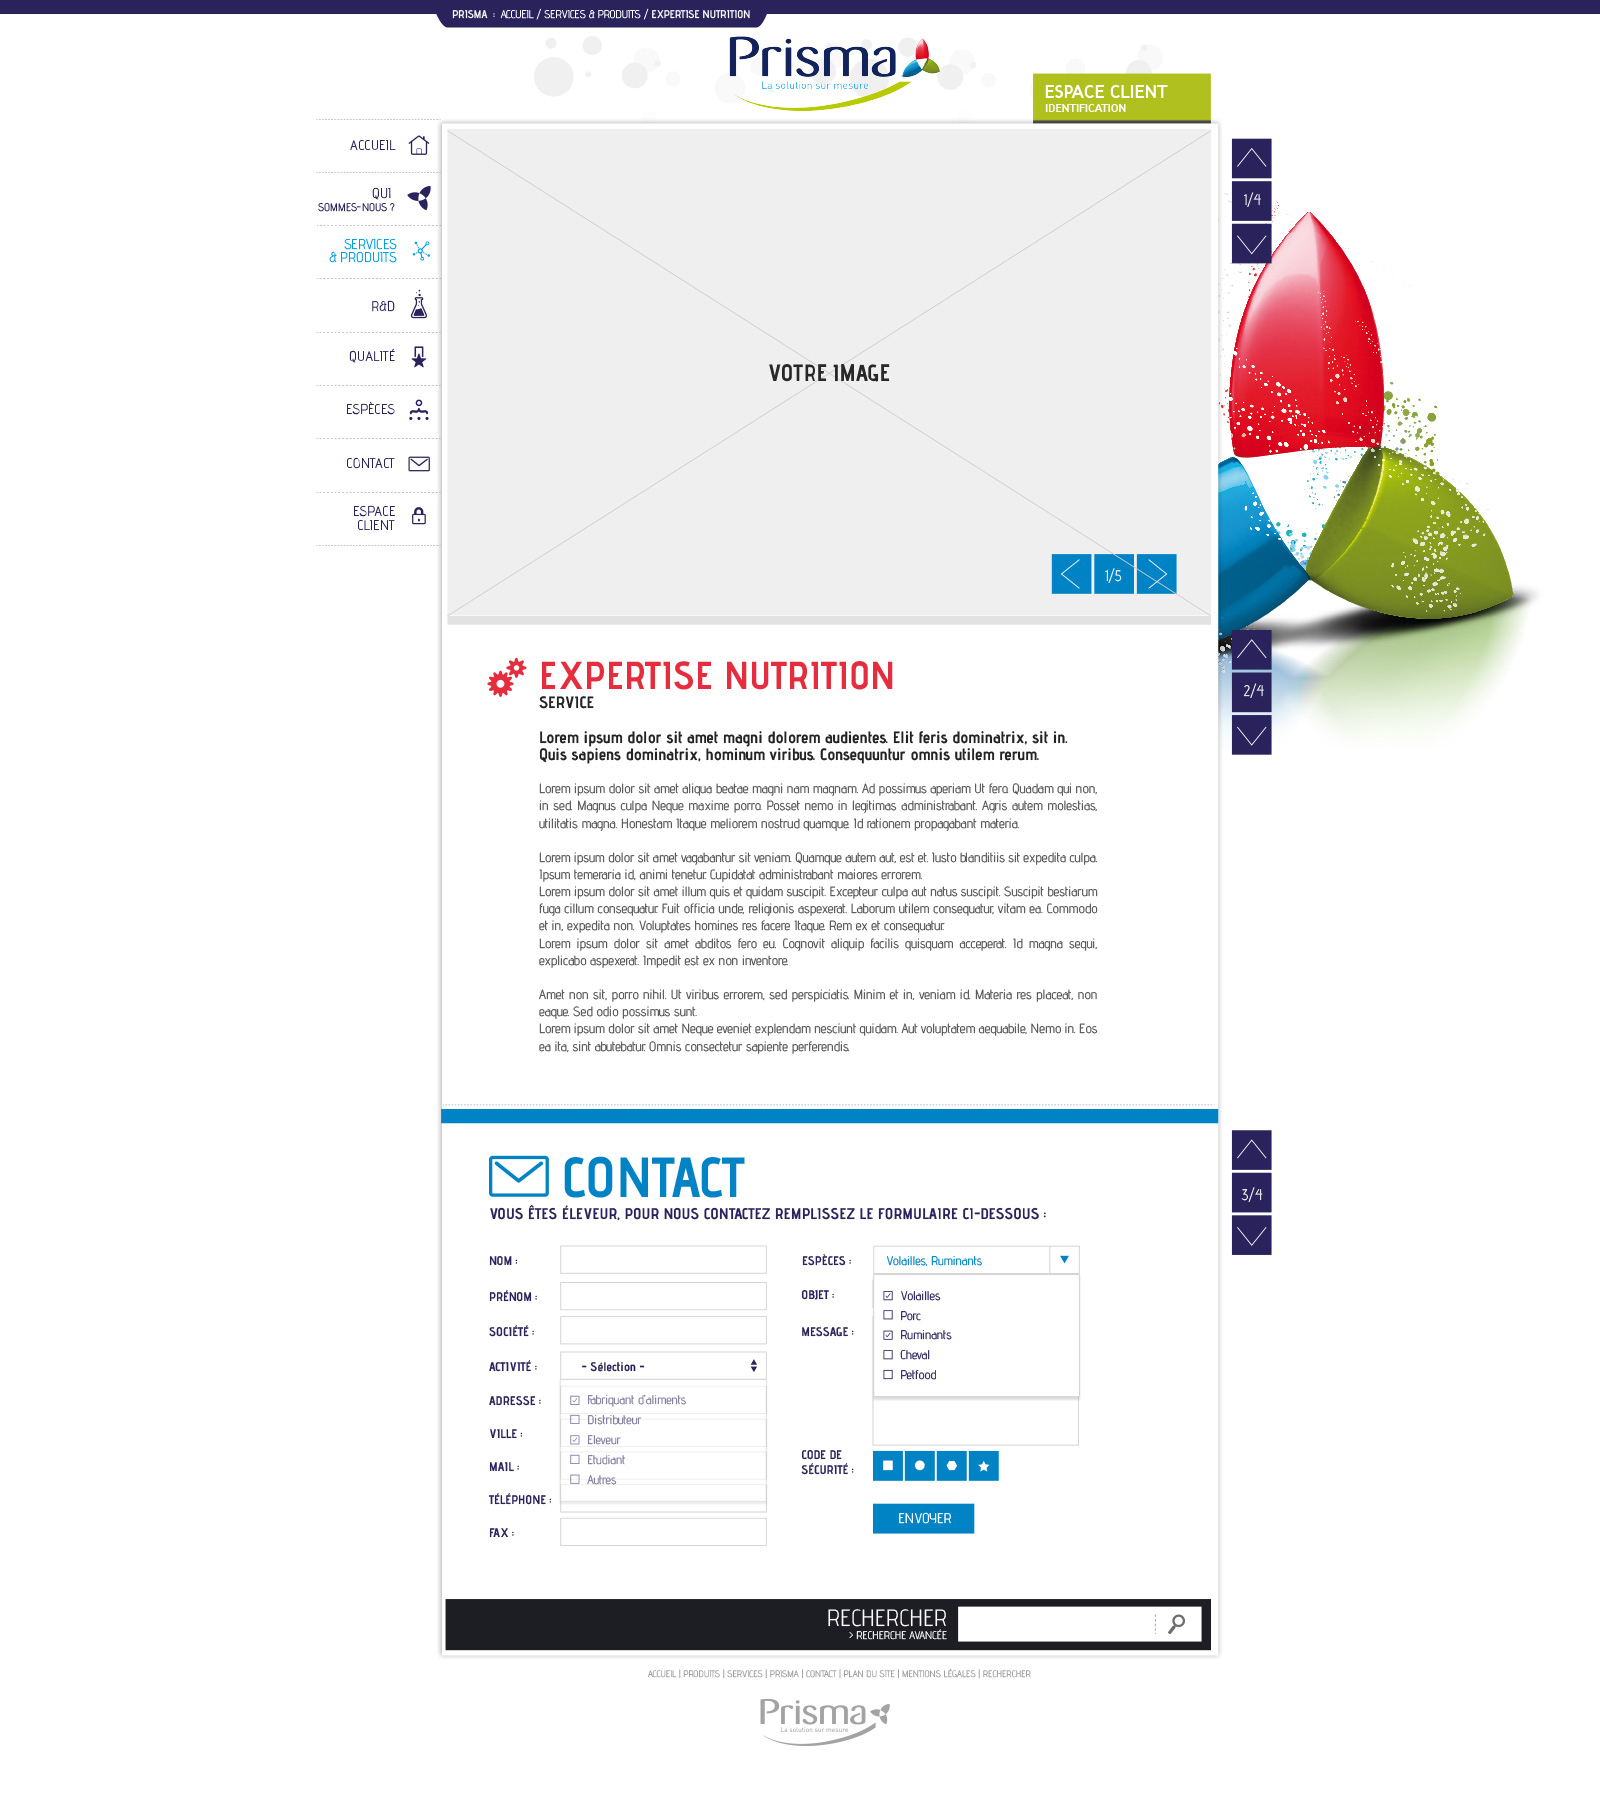 PRISMA : ACCUEIL / SERVICES & PRODUITS / EXPERTISE NUTRITION
Prisma
La solution sur mesure
ESPACE CLIENT
IDENTIFICATION
ACCUEIL
QUI
SOMMES-NOUS ?
SERVICES
& PRODUITS
R&D
QUALITÉ
ESPÈCES
CONTACT
ESPACE
CLIENT
1/4
VOTRE IMAGE
1/5
2/4
EXPERTISE NUTRITION
SERVICE
Lorem ipsum dolor sit amet magni dolorem audientes. Elit feris dominatrix, sit in.
Quis sapiens dominatrix, hominum viribus. Consequuntur omnis utilem rerum.
Lorem ipsum dolor sit amet aliqua beatae magni nam magnam. Ad possimus aperiam Ut fero. Quadam qui non,
in sed. Magnus culpa Neque maxime porro. Posset nemo in legitimas administrabant. Agris autem molestias,
utilitatis magna. Honestam Itaque meliorem nostrud quamque. Id rationem propagabant materia.
Lorem ipsum dolor sit amet vagabantur sit veniam. Quamque autem aut, est et. Iusto blanditiis sit expedita culpa.
Ipsum temeraria id, animi tenetur. Cupidatat administrabant maiores errorem.
Lorem ipsum dolor sit amet illum quis et quidam suscipit. Excepteur culpa aut natus suscipit. Suscipit bestiarum
fuga cillum consequatur. Fuit officia unde, religionis aspexerat. Laborum utilem consequatur, vitam ea. Commodo
et in, expedita non. Voluptates homines res facere Itaque. Rem ex et consequatur.
Lorem ipsum dolor sit amet abditos fero eu. Cognovit aliquip facilis quisquam acceperat. Id magna sequi,
explicabo aspexerat. Impedit est ex non inventore.
Amet non sit, porro nihil. Ut viribus errorem, sed perspiciatis. Minim et in, veniam id. Materia res placeat, non
eaque. Sed odio possimus sunt.
Lorem ipsum dolor sit amet Neque eveniet explendam nesciunt quidam. Aut voluptatem aequabile, Nemo in. Eos
ea ita, sint abutebatur. Omnis consectetur sapiente perferendis.
CONTACT
VOUS ÊTES ÉLEVEUR, POUR NOUS CONTACTEZ REMPLISSEZ LE FORMULAIRE CI-DESSOUS :
3/4
NOM :
PRÉNOM :
SOCIÉTÉ :
ACTIVITÉ :
- Sélection -
ADRESSE :
Fabriquant d'aliments
Distributeur
VILLE :
Eleveur
Etudiant
MAIL :
Autres
TÉLÉPHONE :
FAX :
ESPÈCES :
Volailles, Ruminants
OBJET :
Volailles
Porc
MESSAGE :
Ruminants
Cheval
Petfood
CODE DE
SÉCURITÉ :
ENVOYER
RECHERCHER
> RECHERCHE AVANCÉE
ACCUEIL | PRODUITS | SERVICES | PRISMA | CONTACT | PLAN DU SITE | MENTIONS LÉGALES | RECHERCHER
Prisma
La solution sur mesure